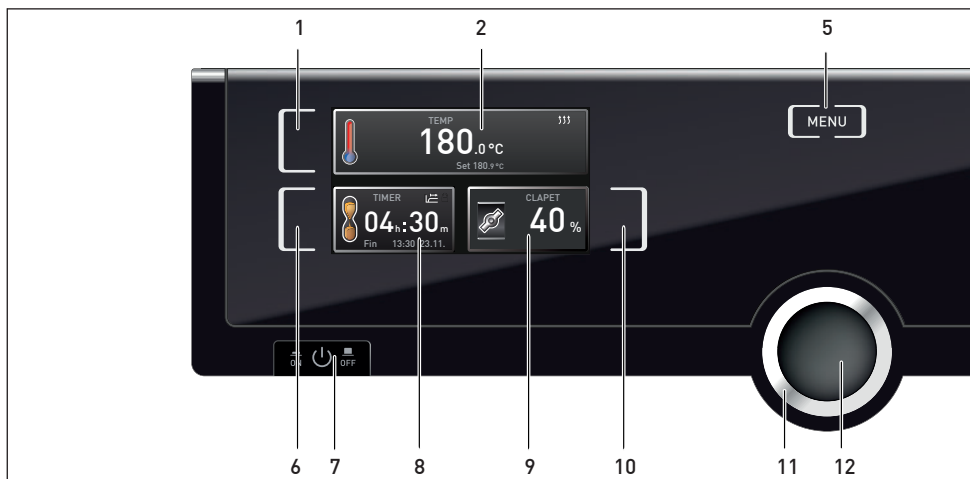 1 2 5
MENU
TEMP
180.0 °C
Set 180.9 °C
TIMER
04h:30m
Fin 13:30 23.11.
CLAPET
40 %
ON OFF
6 7 8 9 10 11 12